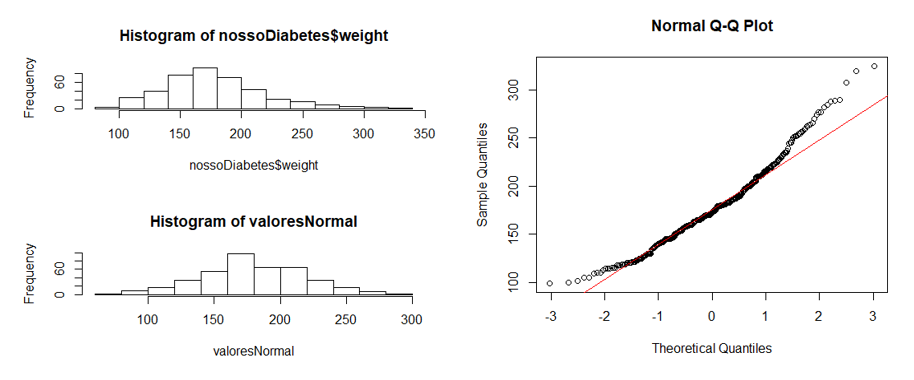 Histogram of nossoDiabetes$weight
Frequency
0 60
100 150 200 250 300 350
nossoDiabetes$weight
Histogram of valoresNormal
Frequency
0 60
100 150 200 250 300
valoresNormal
Normal Q-Q Plot
Sample Quantiles
100 150 200 250 300
-3 -2 -1 0 1 2 3
Theoretical Quantiles